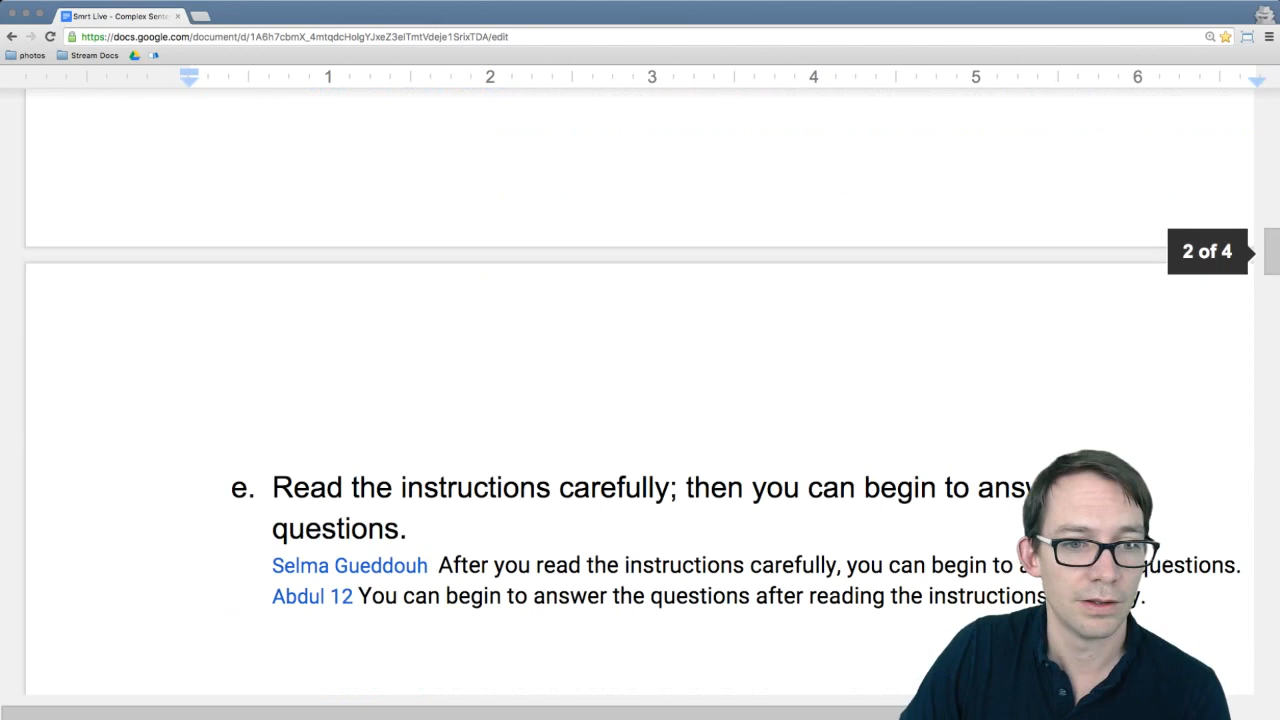 Smrt Live - Complex Sente
https://docs.google.com/document/d/1A6h7cbmX_4mtqdcHolgYJxeZ3elTmtVdeje1SrixTDA/edit
photos Stream Docs
1 2 3 4 5 6
2 of 4
e. Read the instructions carefully; then you can begin to
questions.
Selma Gueddouh After you read the instructions carefully, you can begin to questions.
Abdul 12 You can begin to answer the questions after reading the instructions